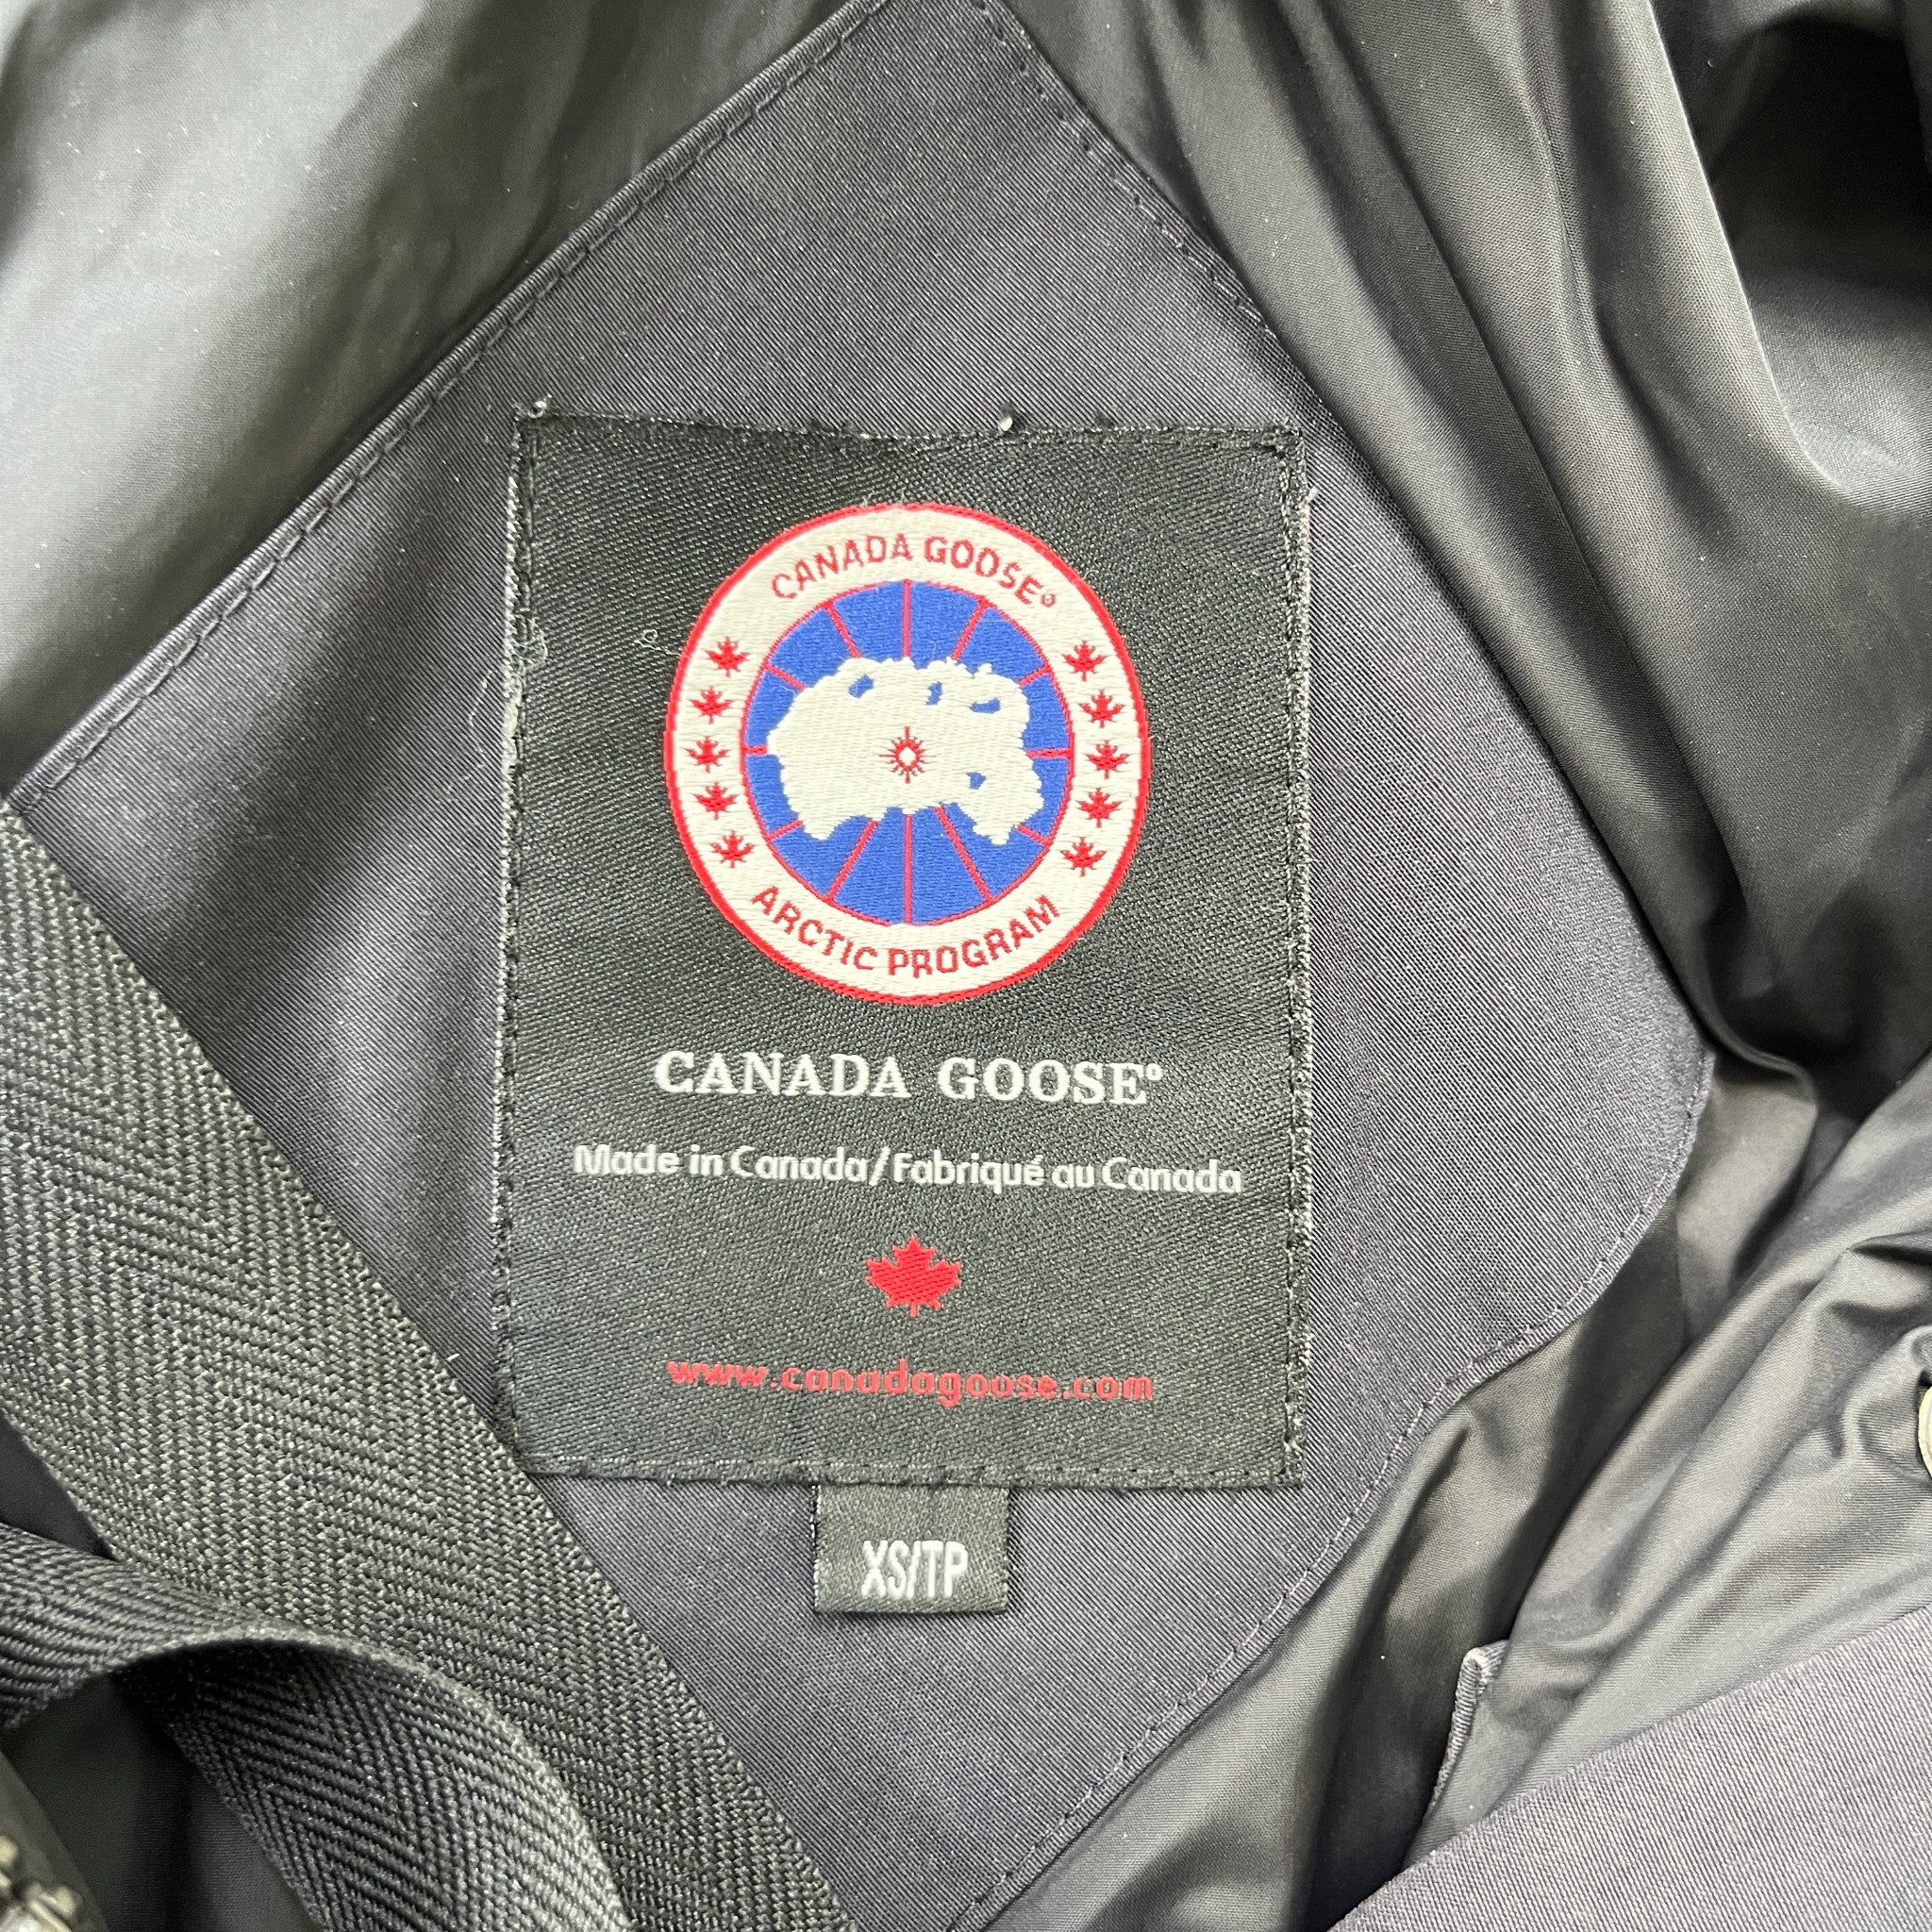 CANADA GOOSE®
ARCTIC PROGRAM
CANADA GOOSE®
Made in Canada/Fabriqué au Canada
www.canadagoose.com
XS/TP